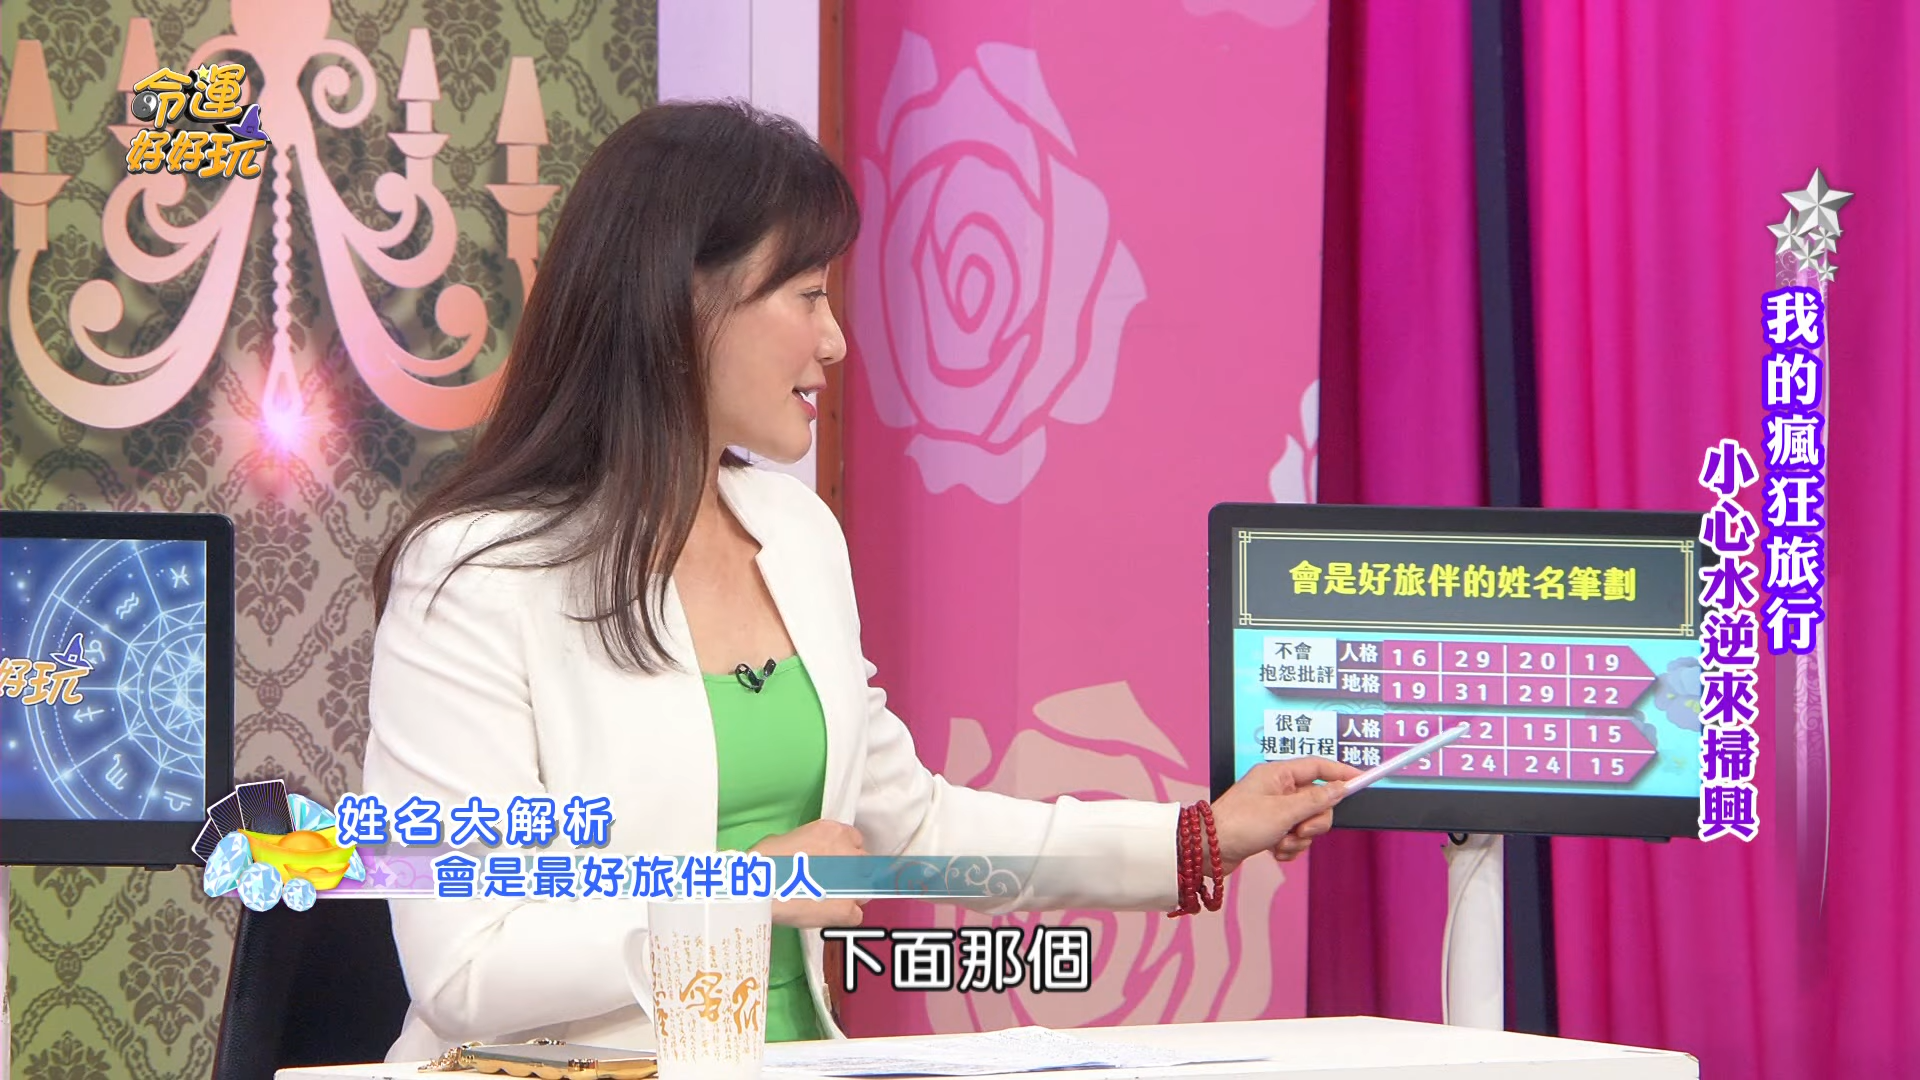 命運
好好玩
我的瘋狂旅行
小心水逆來掃興
會是好旅伴的姓名筆劃
不會
抱怨批評
人格 16 29 20 19
地格 19 31 29 22
很會
規劃行程
人格 16 22 15 15
地格 5 24 24 15
好玩
姓名大解析
會是最好旅伴的人
下面那個